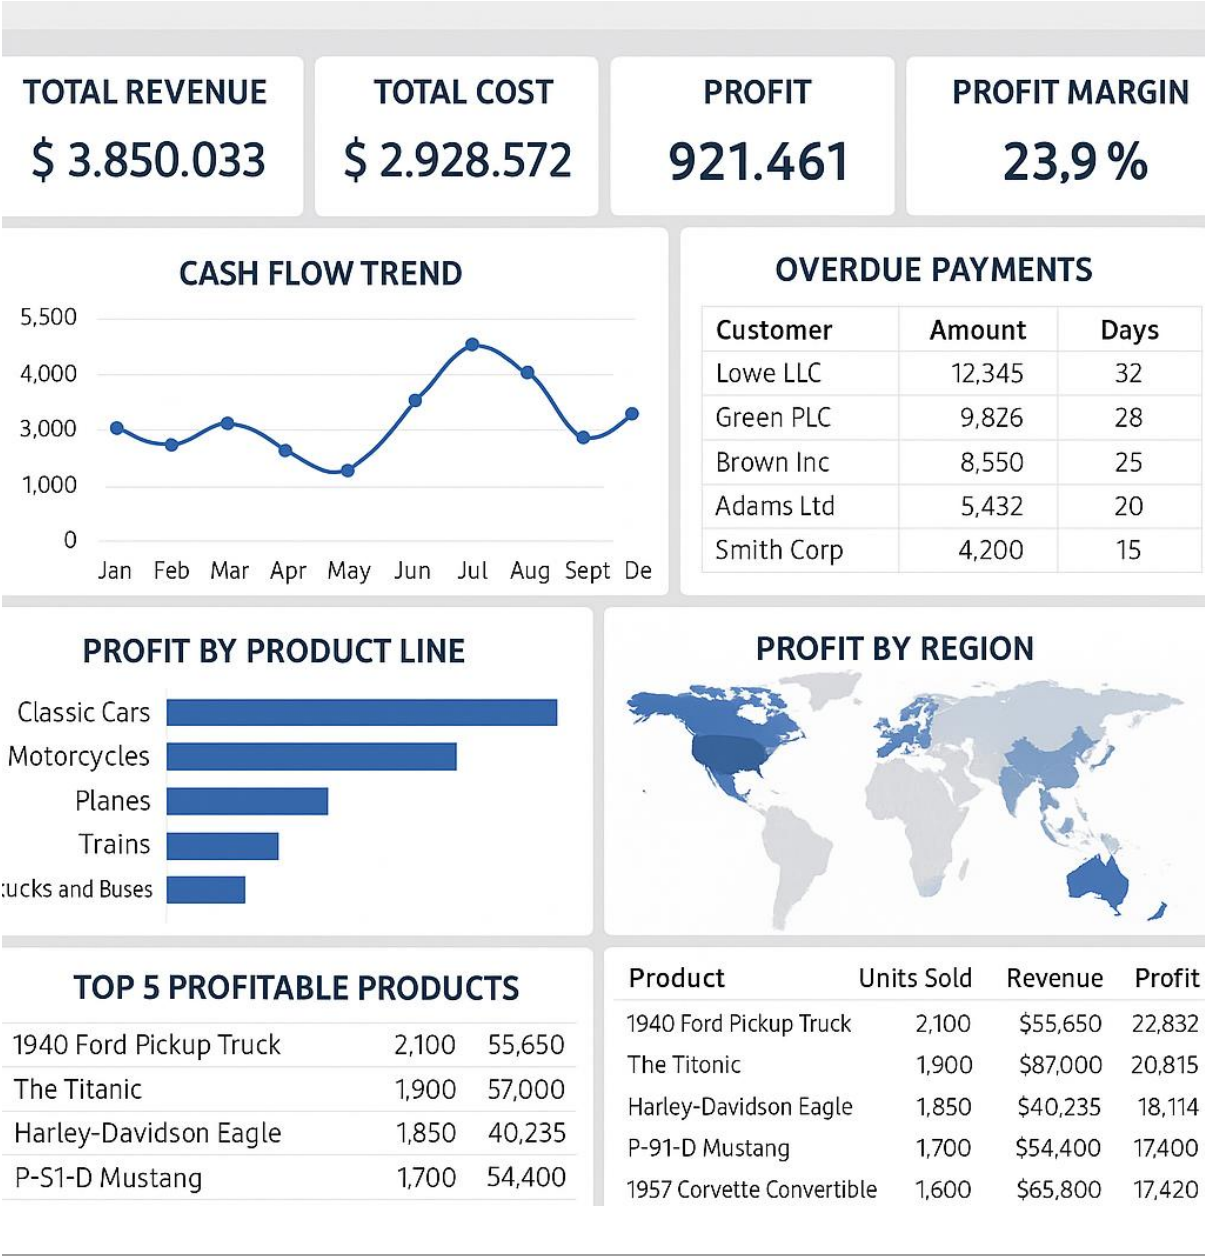 TOTAL REVENUE
$ 3.850.033
TOTAL COST
$ 2.928.572
PROFIT
921.461
PROFIT MARGIN
23,9 %
CASH FLOW TREND
5,500
4,000
3,000
1,000
0
Jan Feb Mar Apr May Jun Jul Aug Sept De
OVERDUE PAYMENTS
Customer Amount Days
Lowe LLC 12,345 32
Green PLC 9,826 28
Brown Inc 8,550 25
Adams Ltd 5,432 20
Smith Corp 4,200 15
PROFIT BY PRODUCT LINE
Classic Cars
Motorcycles
Planes
Trains
ucks and Buses
PROFIT BY REGION
TOP 5 PROFITABLE PRODUCTS
1940 Ford Pickup Truck 2,100 55,650
The Titanic 1,900 57,000
Harley-Davidson Eagle 1,850 40,235
P-S1-D Mustang 1,700 54,400
Product Units Sold Revenue Profit
1940 Ford Pickup Truck 2,100 $55,650 22,832
The Titonic 1,900 $87,000 20,815
Harley-Davidson Eagle 1,850 $40,235 18,114
P-91-D Mustang 1,700 $54,400 17,400
1957 Corvette Convertible 1,600 $65,800 17,420